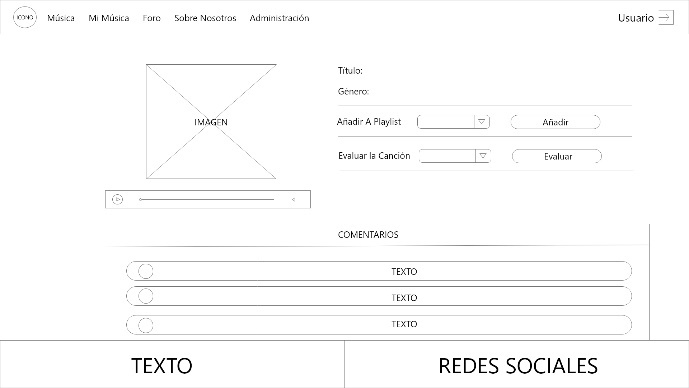 ICONO Música Mi Música Foro Sobre Nosotros Administración Usuario
IMAGEN
Título:
Género:
Añadir A Playlist Añadir
Evaluar la Canción Evaluar
COMENTARIOS
TEXTO
TEXTO
TEXTO
TEXTO REDES SOCIALES